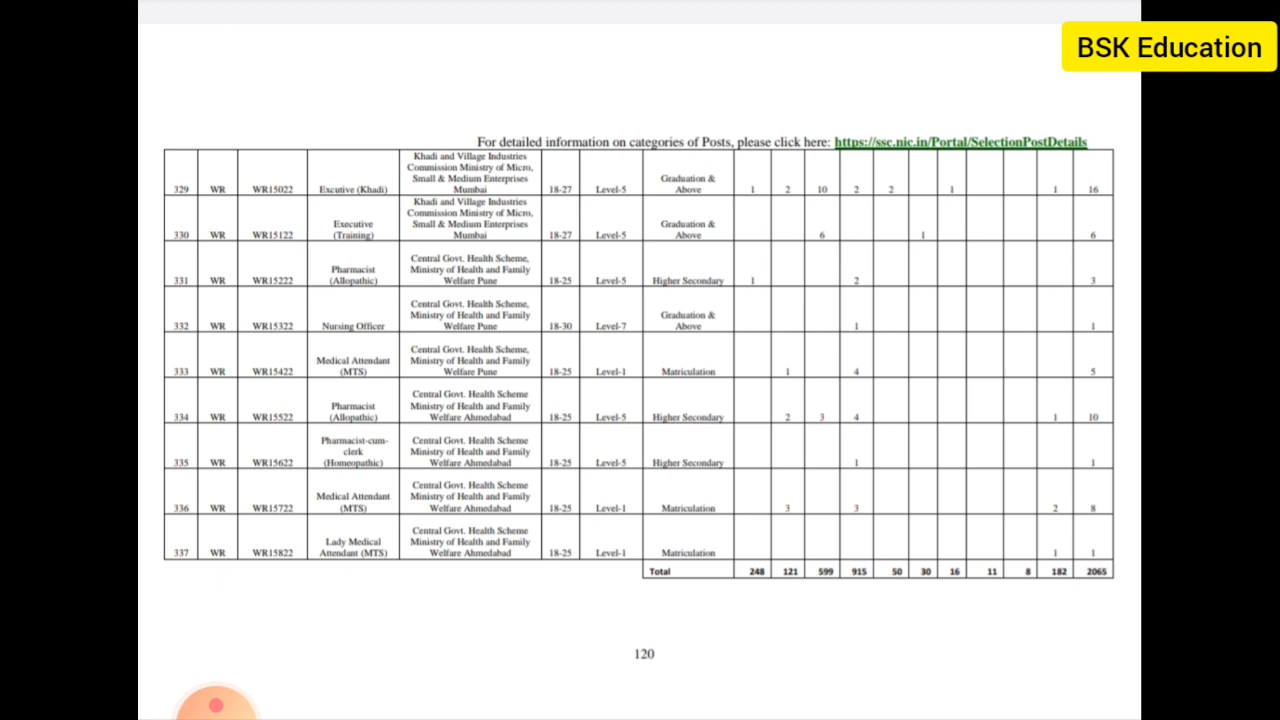 BSK Education
For detailed information on categories of Posts, please click here: https://ssc.nic.in/Portal/SelectionPostDetails
329 WR WR15022 Excutive (Khadi) Khadi and Village Industries Commission Ministry of Micro, Small & Medium Enterprises Mumbai 18-27 Level-5 Graduation & Above 1 2 10 2 2 1 1 16
330 WR WR15122 Executive (Training) Khadi and Village Industries Commission Ministry of Micro, Small & Medium Enterprises Mumbai 18-27 Level-5 Graduation & Above 6 1 6
331 WR WR15222 Pharmacist (Allopathic) Central Govt. Health Scheme, Ministry of Health and Family Welfare Pune 18-25 Level-5 Higher Secondary 1 2 3
332 WR WR15322 Nursing Officer Central Govt. Health Scheme, Ministry of Health and Family Welfare Pune 18-30 Level-7 Graduation & Above 1 1
333 WR WR15422 Medical Attendant (MTS) Central Govt. Health Scheme, Ministry of Health and Family Welfare Pune 18-25 Level-1 Matriculation 1 4 5
334 WR WR15522 Pharmacist (Allopathic) Central Govt. Health Scheme Ministry of Health and Family Welfare Ahmedabad 18-25 Level-5 Higher Secondary 2 3 4 1 10
335 WR WR15622 Pharmacist-cum-clerk (Homeopathic) Central Govt. Health Scheme Ministry of Health and Family Welfare Ahmedabad 18-25 Level-5 Higher Secondary 1 1
336 WR WR15722 Medical Attendant (MTS) Central Govt. Health Scheme Ministry of Health and Family Welfare Ahmedabad 18-25 Level-1 Matriculation 3 3 2 8
337 WR WR15822 Lady Medical Attendant (MTS) Central Govt. Health Scheme Ministry of Health and Family Welfare Ahmedabad 18-25 Level-1 Matriculation 1 1
Total 248 121 599 915 50 30 16 11 8 182 2065
120